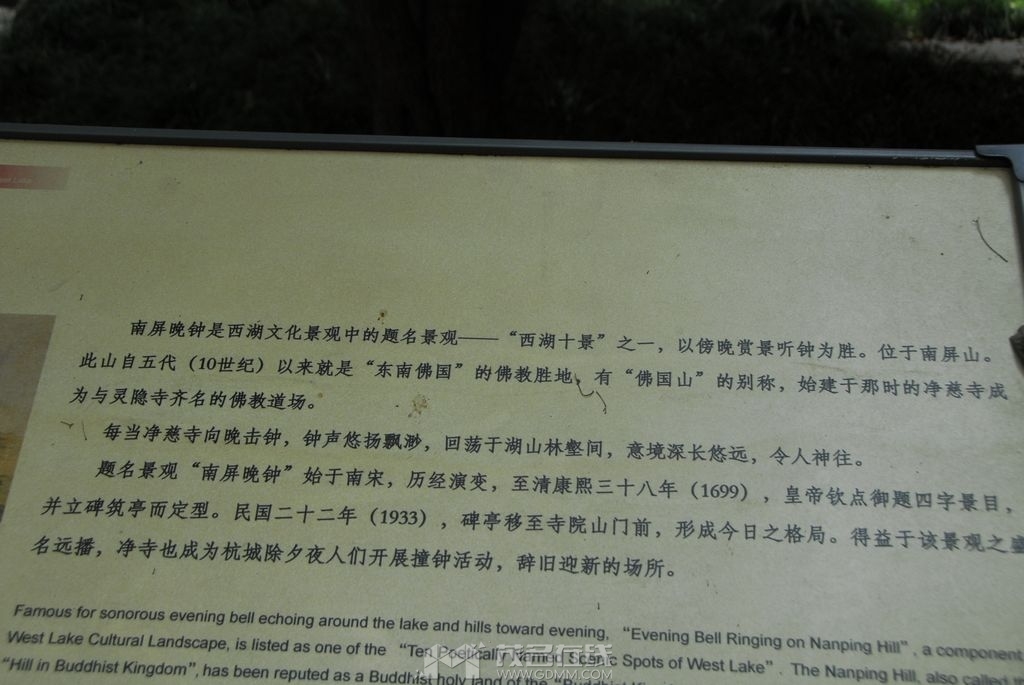 南屏晚钟是西湖文化景观中的题名景观——“西湖十景”之一，以傍晚赏景听钟为胜。位于南屏山。
此山自五代（10世纪）以来就是“东南佛国”的佛教胜地，有“佛国山”的别称，始建于那时的净慈寺成
为与灵隐寺齐名的佛教道场。
每当净慈寺向晚击钟，钟声悠扬飘渺，回荡于湖山林壑间，意境深长悠远，令人神往。
题名景观“南屏晚钟”始于南宋，历经演变，至清康熙三十八年（1699），皇帝钦点御题四字景目，
并立碑筑亭而定型。民国二十二年（1933），碑亭移至寺院山门前，形成今日之格局。得益于该景观之盛
名远播，净寺也成为杭城除夕夜人们开展撞钟活动，辞旧迎新的场所。
Famous for sonorous evening bell echoing around the lake and hills toward evening, “Evening Bell Ringing on Nanping Hill”, a component
West Lake Cultural Landscape, is listed as one of the “Ten Poetically Named Scenic Spots of West Lake”. The Nanping Hill, also called
“Hill in Buddhist Kingdom”, has been reputed as a Buddhist holy land of the “Buddhist
茂名在线
WWW.GDMM.COM